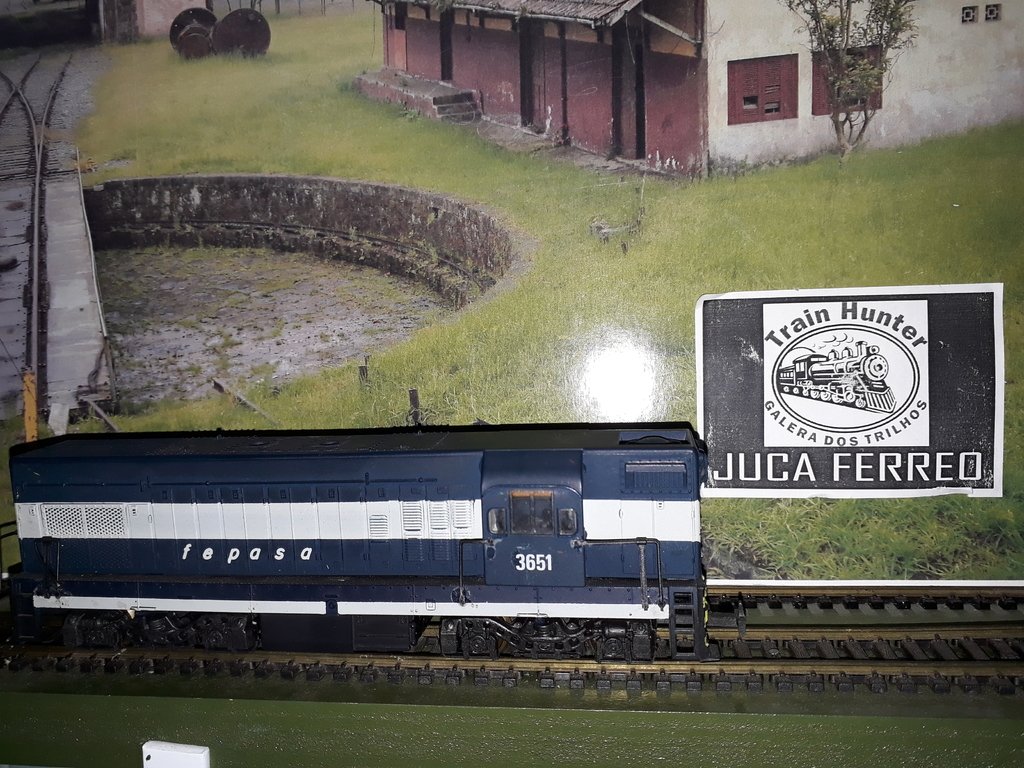 Train Hunter
GALERA DOS TRILHOS
JUCA FERREO
fepasa
3651